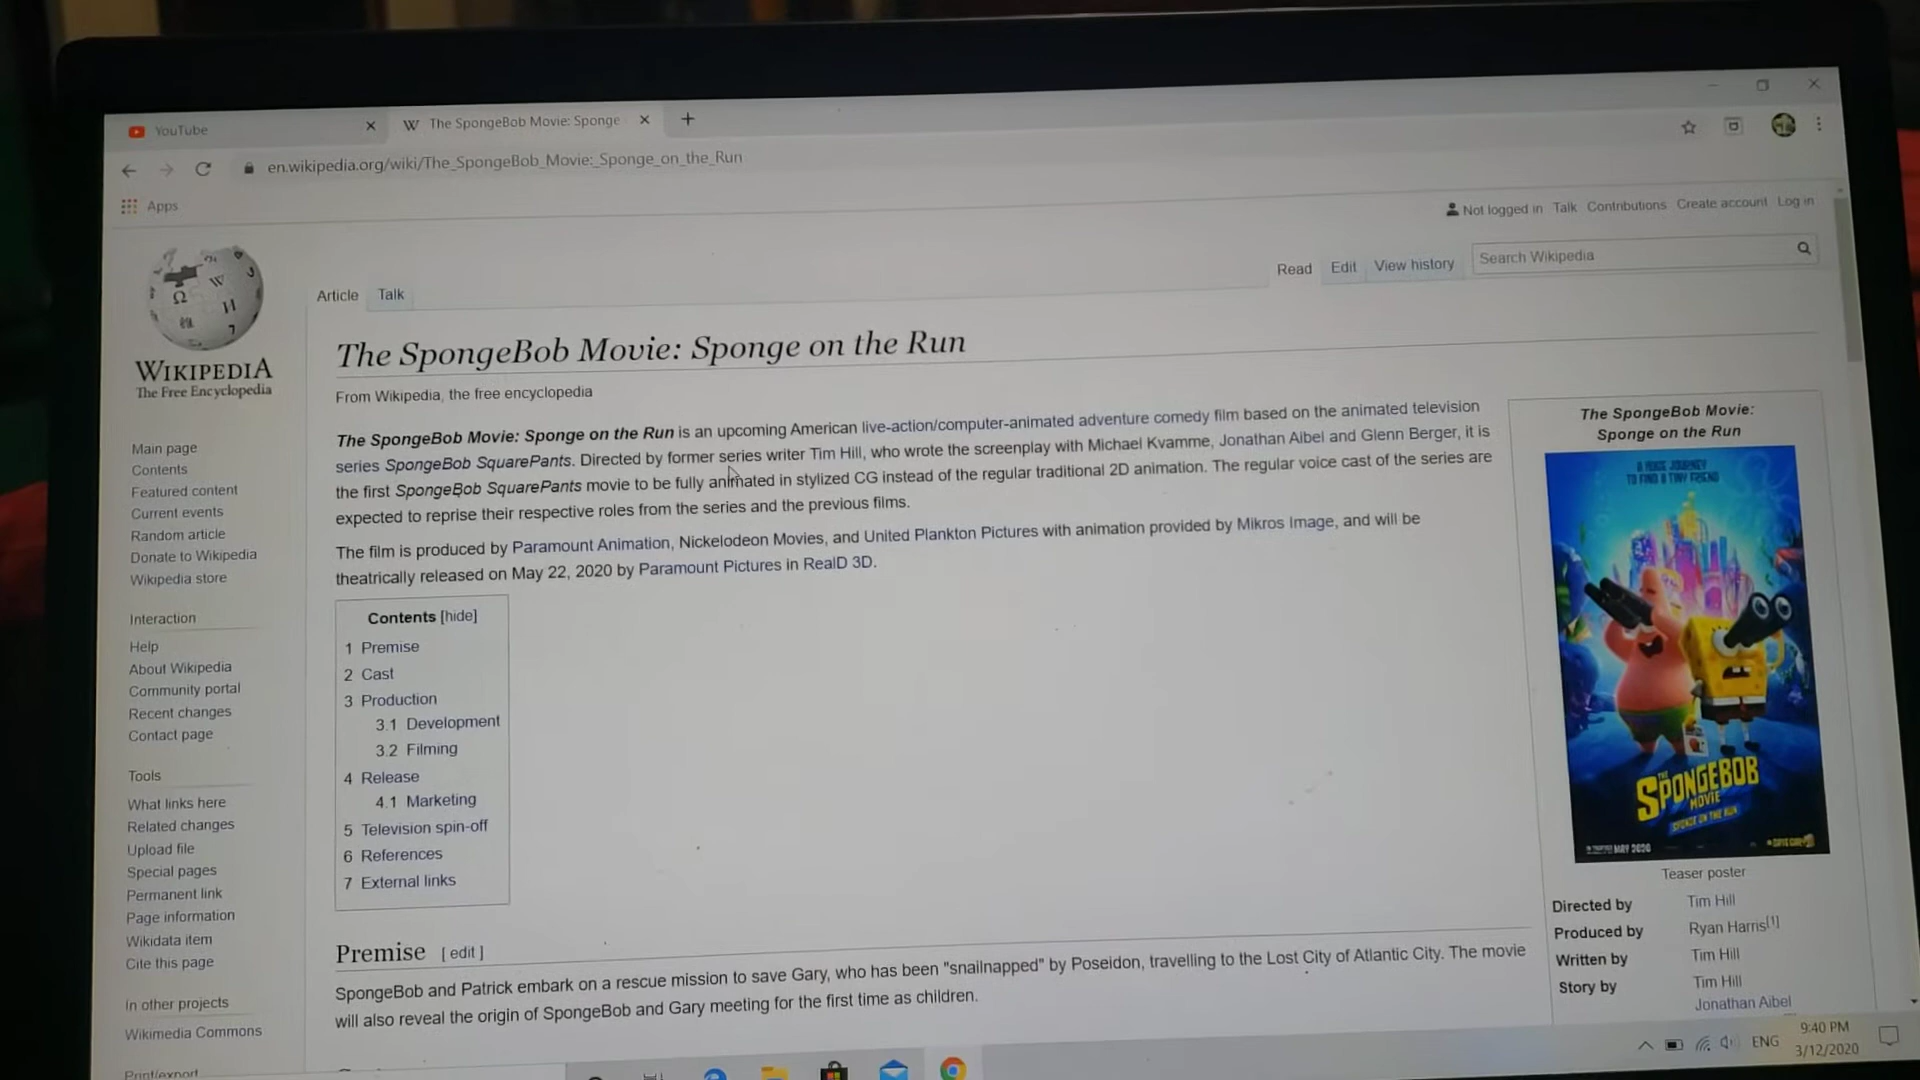 YouTube
The SpongeBob Movie: Sponge
en.wikipedia.org/wiki/The_SpongeBob_Movie:_Sponge_on_the_Run
Apps
Not logged in Talk Contributions Create account Log in
Article Talk
Read Edit View history
Search Wikipedia
WIKIPEDIA
The Free Encyclopedia
Main page
Contents
Featured content
Current events
Random article
Donate to Wikipedia
Wikipedia store
Interaction
Help
About Wikipedia
Community portal
Recent changes
Contact page
Tools
What links here
Related changes
Upload file
Special pages
Permanent link
Page information
Wikidata item
Cite this page
In other projects
Wikimedia Commons
Print/export
The SpongeBob Movie: Sponge on the Run
From Wikipedia, the free encyclopedia
The SpongeBob Movie: Sponge on the Run is an upcoming American live-action/computer-animated adventure comedy film based on the animated television
series SpongeBob SquarePants. Directed by former series writer Tim Hill, who wrote the screenplay with Michael Kvamme, Jonathan Aibel and Glenn Berger, it is
the first SpongeBob SquarePants movie to be fully animated in stylized CG instead of the regular traditional 2D animation. The regular voice cast of the series are
expected to reprise their respective roles from the series and the previous films.
The film is produced by Paramount Animation, Nickelodeon Movies, and United Plankton Pictures with animation provided by Mikros Image, and will be
theatrically released on May 22, 2020 by Paramount Pictures in RealD 3D.
Contents [hide]
1 Premise
2 Cast
3 Production
3.1 Development
3.2 Filming
4 Release
4.1 Marketing
5 Television spin-off
6 References
7 External links
Premise [ edit ]
SpongeBob and Patrick embark on a rescue mission to save Gary, who has been "snailnapped" by Poseidon, travelling to the Lost City of Atlantic City. The movie
will also reveal the origin of SpongeBob and Gary meeting for the first time as children.
The SpongeBob Movie:
Sponge on the Run
A HUGE JOURNEY
TO FIND A TINY FRIEND
THE
SPONGEBOB
MOVIE
SPONGE ON THE RUN
MAY 2020
Teaser poster
Directed by Tim Hill
Produced by Ryan Harris[1]
Written by Tim Hill
Story by Tim Hill
Jonathan Aibel
ENG
9:40 PM
3/12/2020